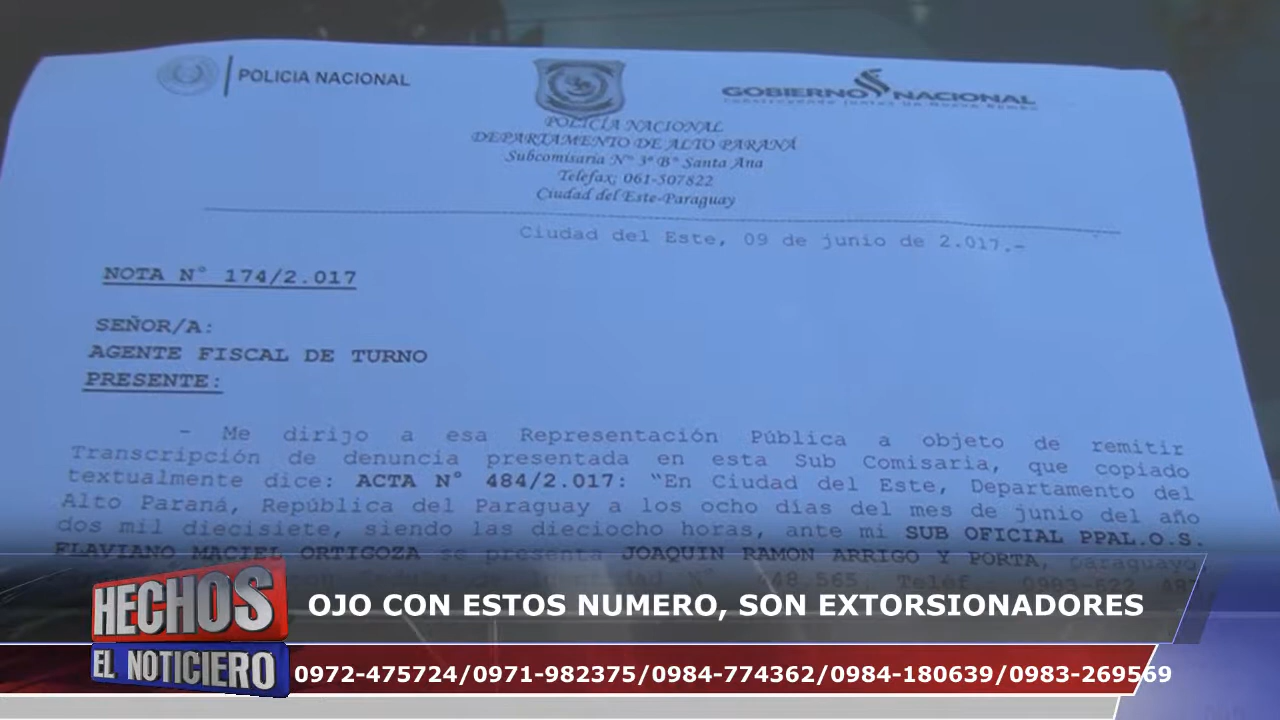 POLICIA NACIONAL
GOBIERNO NACIONAL
POLICÍA NACIONAL
DEPARTAMENTO DE ALTO PARANÁ
Subcomisaria N° 3ª B° Santa Ana
Telefax: 061-507822
Ciudad del Este-Paraguay
Ciudad del Este, 09 de junio de 2.017.-
NOTA N° 174/2.017
SEÑOR/A:
AGENTE FISCAL DE TURNO
PRESENTE:
- Me dirijo a esa Representación Pública a objeto de remitir
Transcripción de denuncia presentada en esta Sub Comisaria, que copiado
textualmente dice: ACTA N° 484/2.017: "En Ciudad del Este, Departamento del
Alto Paraná, República del Paraguay a los ocho días del mes de junio del año
dos mil diecisiete, siendo las dieciocho horas, ante mi SUB OFICIAL PPAL.O.S.
FLAVIANO MACIEL ORTIGOZA se presenta JOAQUIN RAMON ARRIGO Y PORTA, paraguayo
HECHOS
EL NOTICIERO
OJO CON ESTOS NUMERO, SON EXTORSIONADORES
0972-475724/0971-982375/0984-774362/0984-180639/0983-269569